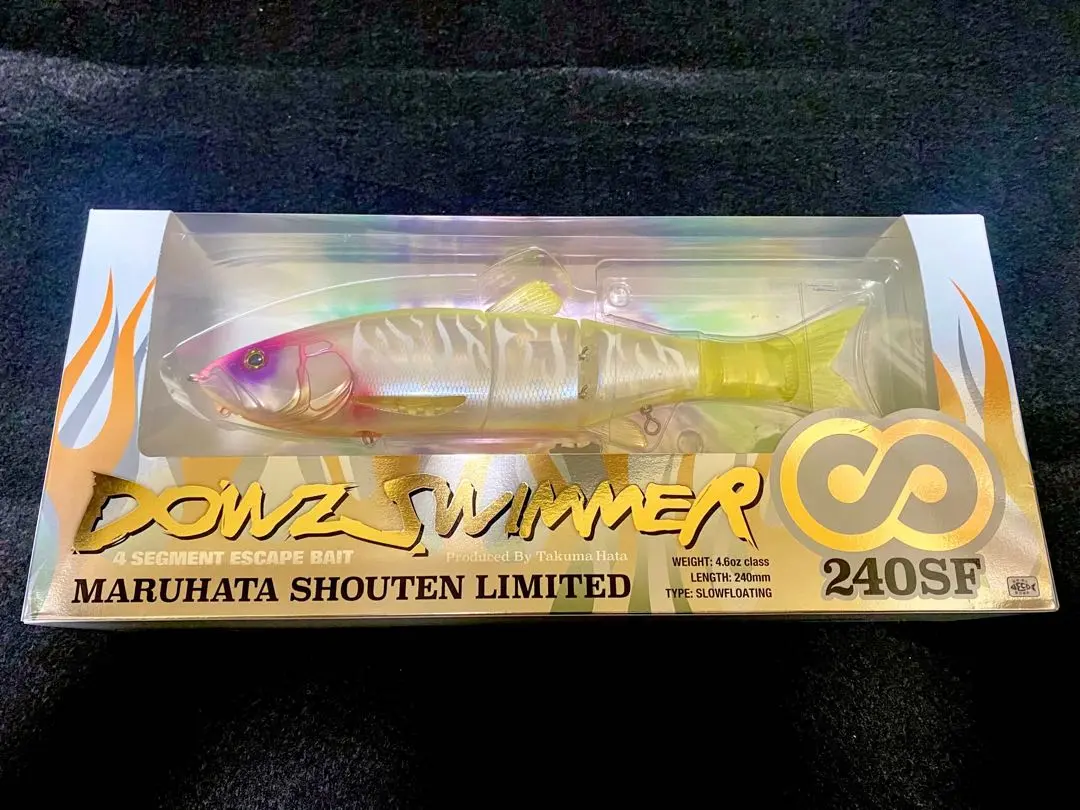 DOWZ SWIMMER
4 SEGMENT ESCAPE BAIT
Produced By Takuma Hata
MARUHATA SHOUTEN LIMITED
WEIGHT: 4.6oz class
LENGTH: 240mm
TYPE: SLOWFLOATING
240SF